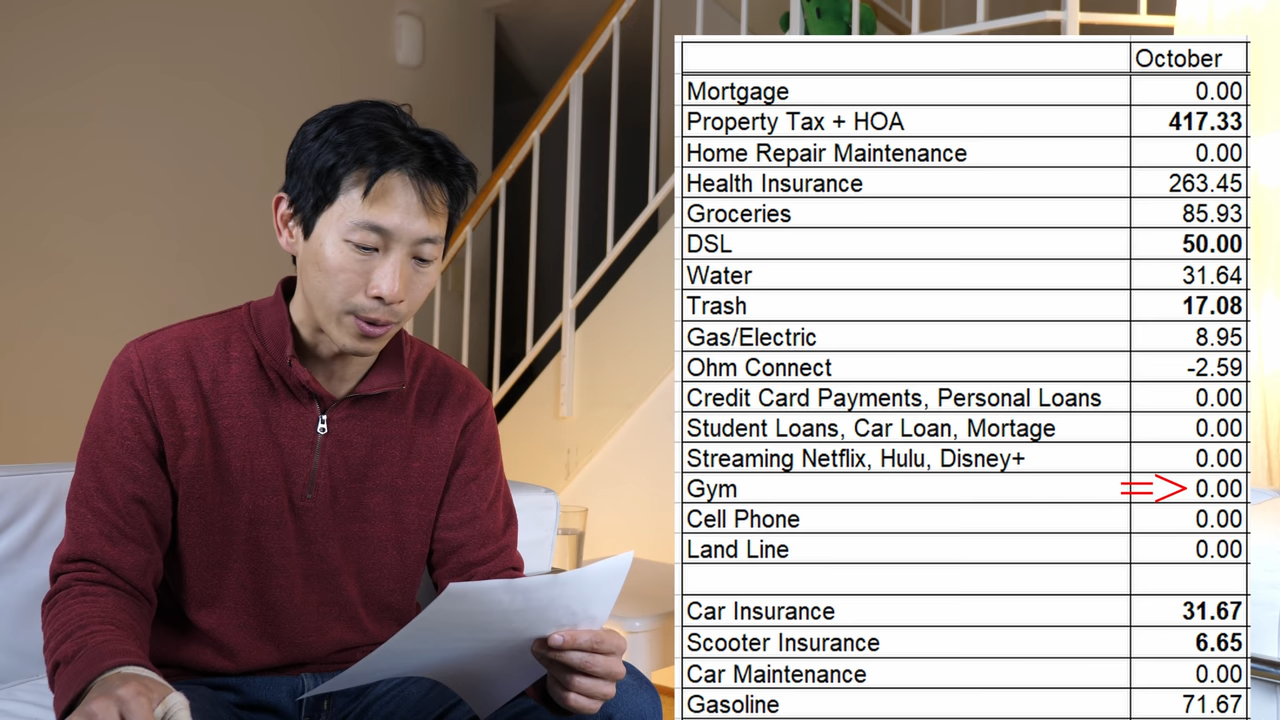 October
Mortgage 0.00
Property Tax + HOA 417.33
Home Repair Maintenance 0.00
Health Insurance 263.45
Groceries 85.93
DSL 50.00
Water 31.64
Trash 17.08
Gas/Electric 8.95
Ohm Connect -2.59
Credit Card Payments, Personal Loans 0.00
Student Loans, Car Loan, Mortage 0.00
Streaming Netflix, Hulu, Disney+ 0.00
Gym 0.00
Cell Phone 0.00
Land Line 0.00
Car Insurance 31.67
Scooter Insurance 6.65
Car Maintenance 0.00
Gasoline 71.67